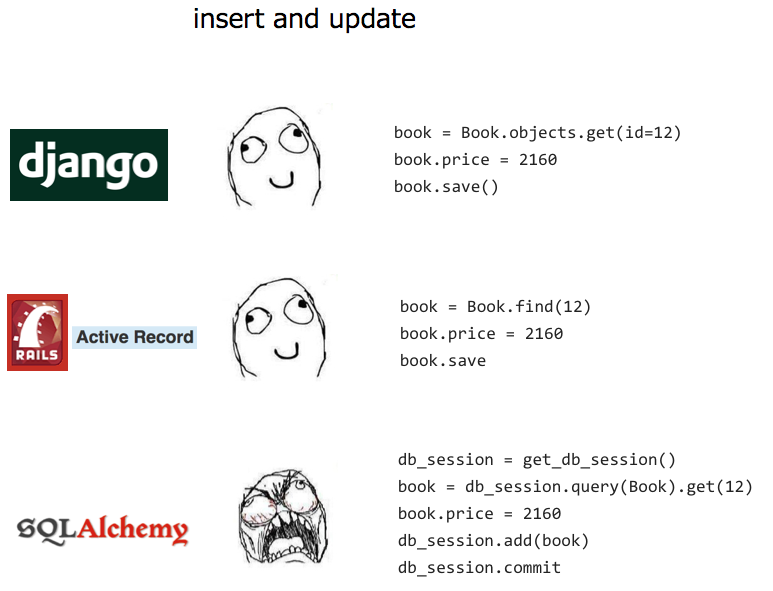 insert and update
django
book = Book.objects.get(id=12)
book.price = 2160
book.save()
RAILS
Active Record
book = Book.find(12)
book.price = 2160
book.save
SQLAlchemy
db_session = get_db_session()
book = db_session.query(Book).get(12)
book.price = 2160
db_session.add(book)
db_session.commit